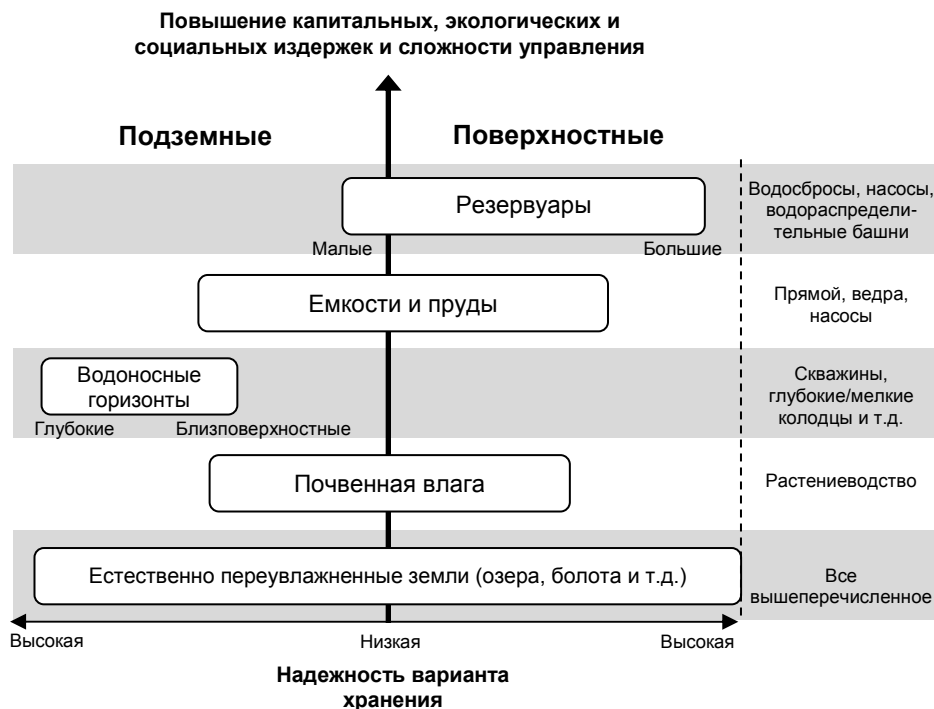 Повышение капитальных, экологических и
социальных издержек и сложности управления
Подземные
Поверхностные
Резервуары
Малые
Большие
Водосбросы, насосы,
водораспредели-
тельные башни
Емкости и пруды
Прямой, ведра,
насосы
Водоносные
горизонты
Глубокие
Близповерхностные
Скважины,
глубокие/мелкие
колодцы и т.д.
Почвенная влага
Растениеводство
Естественно переувлажненные земли (озера, болота и т.д.)
Все
вышеперечисленное
Высокая
Низкая
Высокая
Надежность варианта
хранения